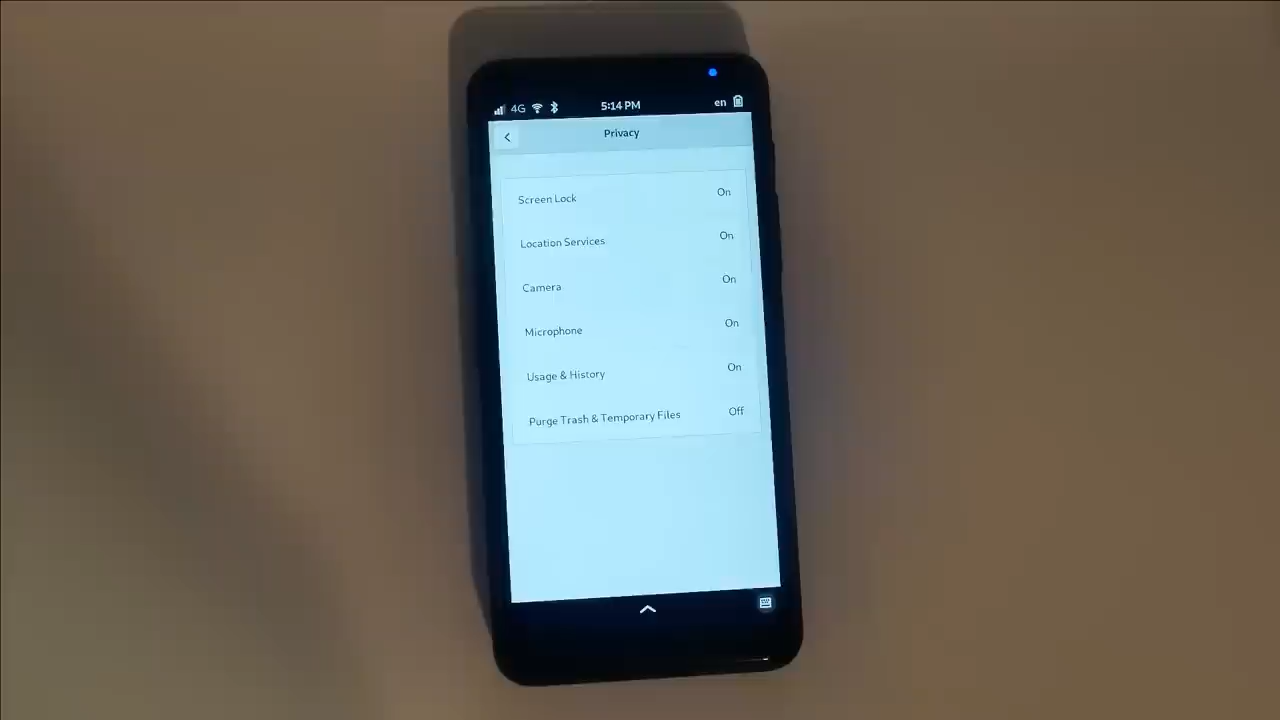 4G 5:14 PM en
Privacy
Screen Lock On
Location Services On
Camera On
Microphone On
Usage & History On
Purge Trash & Temporary Files Off